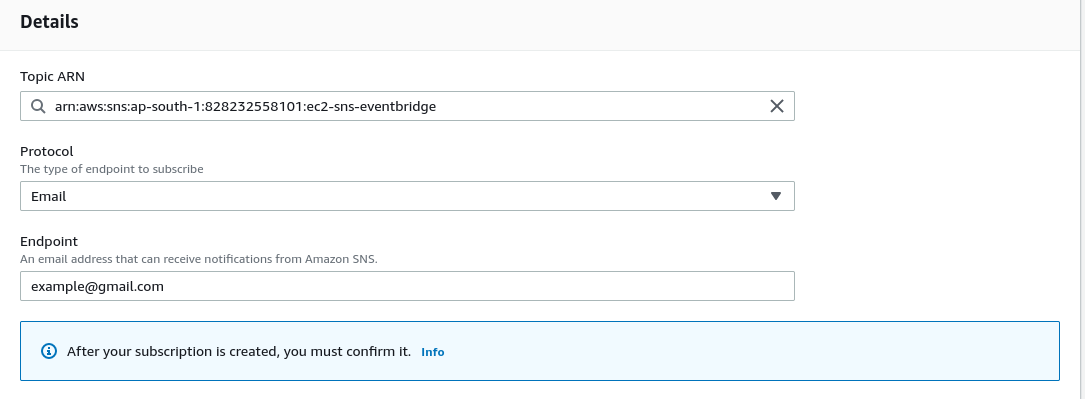 Details
Topic ARN
arn:aws:sns:ap-south-1:828232558101:ec2-sns-eventbridge
Protocol
The type of endpoint to subscribe
Email
Endpoint
An email address that can receive notifications from Amazon SNS.
example@gmail.com
After your subscription is created, you must confirm it. Info